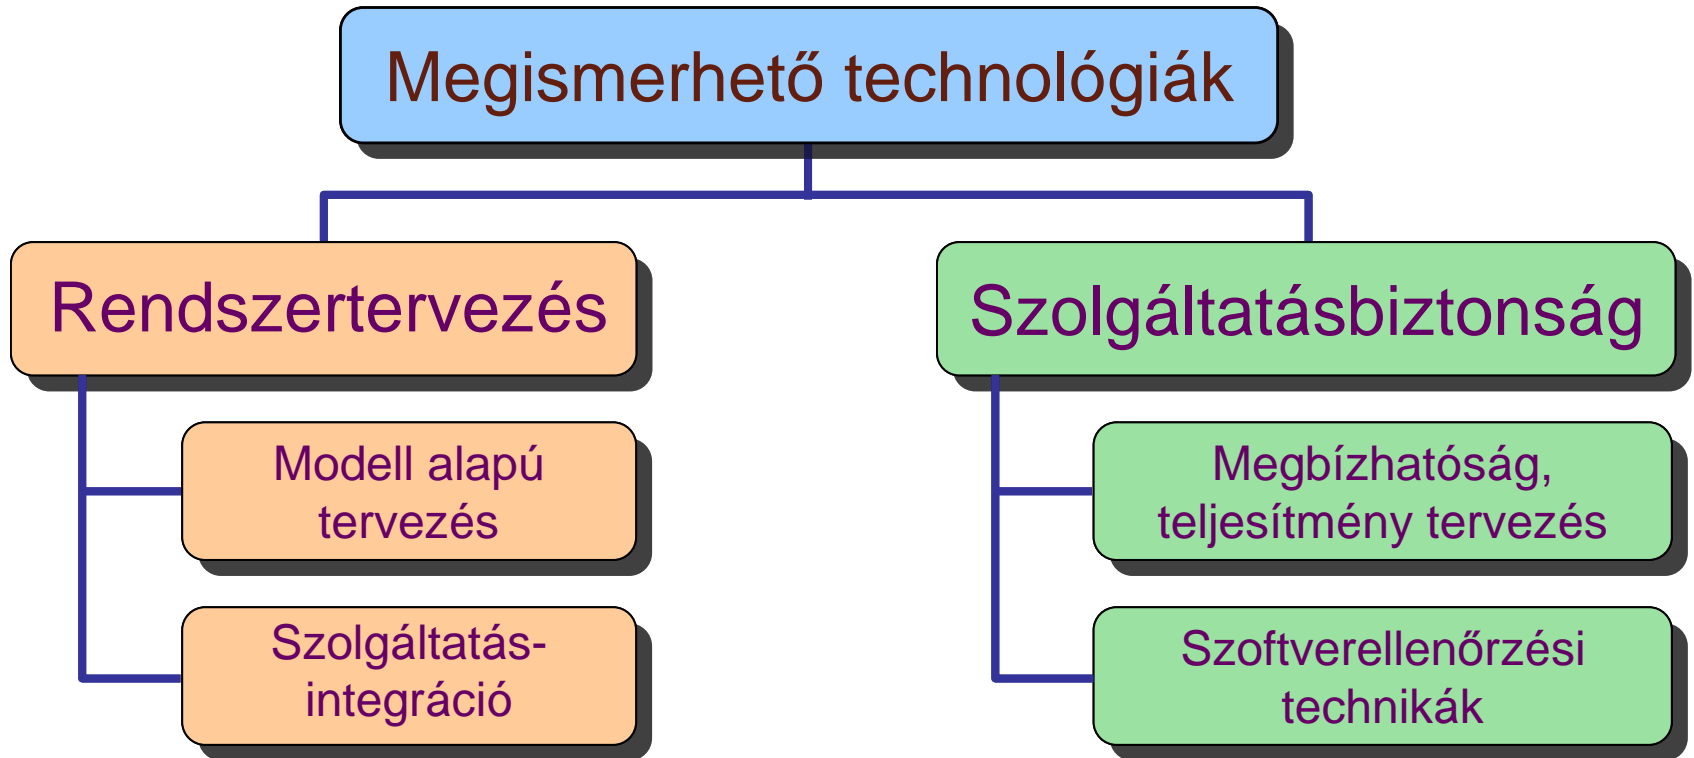 Megismerhető technológiák
Rendszertervezés
Modell alapú
tervezés
Szolgáltatás-
integráció
Szolgáltatásbiztonság
Megbízhatóság,
teljesítmény tervezés
Szoftverellenőrzési
technikák